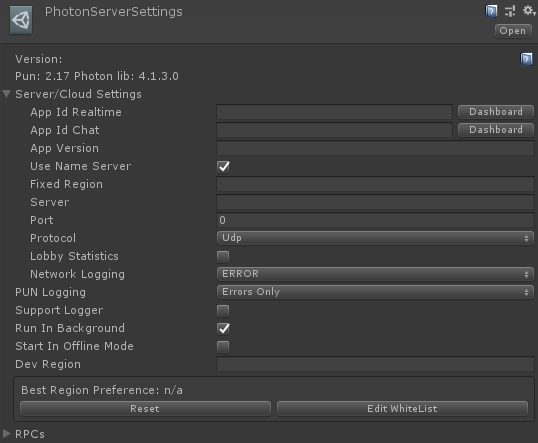 PhotonServerSettings
Open
Version:
Pun: 2.17 Photon lib: 4.1.3.0
Server/Cloud Settings
App Id Realtime Dashboard
App Id Chat Dashboard
App Version
Use Name Server
Fixed Region
Server
Port 0
Protocol Udp
Lobby Statistics
Network Logging ERROR
PUN Logging Errors Only
Support Logger
Run In Background
Start In Offline Mode
Dev Region
Best Region Preference: n/a
Reset Edit WhiteList
RPCs